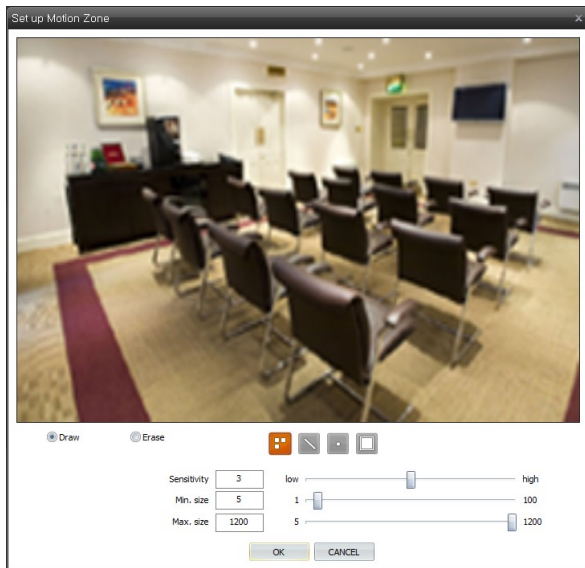 Set up Motion Zone x
Draw Erase
Sensitivity 3 low high
Min. size 5 1 100
Max. size 1200 5 1200
OK CANCEL